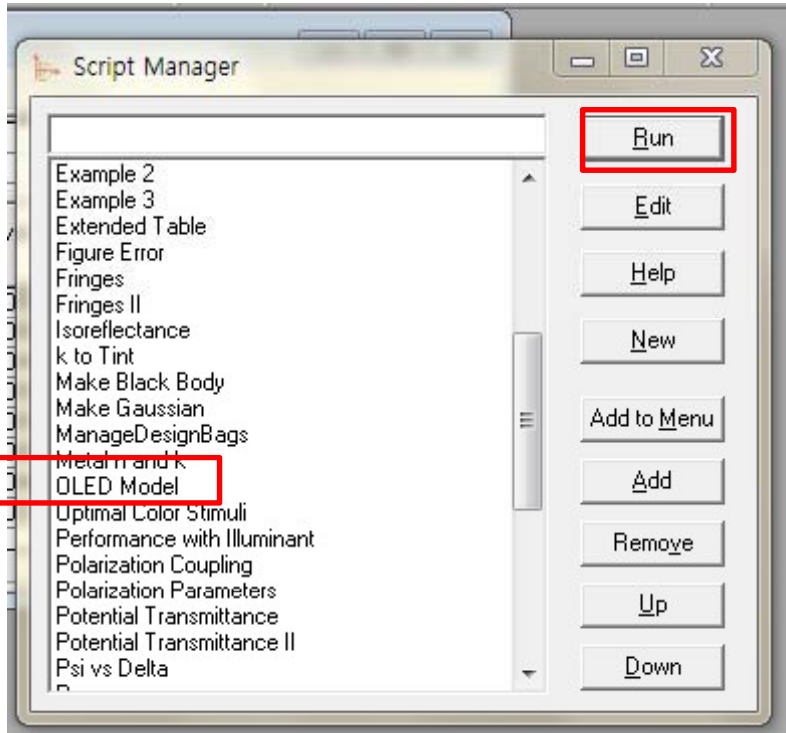 Script Manager
Run
Example 2
Example 3
Extended Table
Figure Error
Fringes
Fringes II
Isoreflectance
k to Tint
Make Black Body
Make Gaussian
ManageDesignBags
Metal n and k
OLED Model
Optimal Color Stimuli
Performance with Illuminant
Polarization Coupling
Polarization Parameters
Potential Transmittance
Potential Transmittance II
Psi vs Delta
Edit
Help
New
Add to Menu
Add
Remove
Up
Down